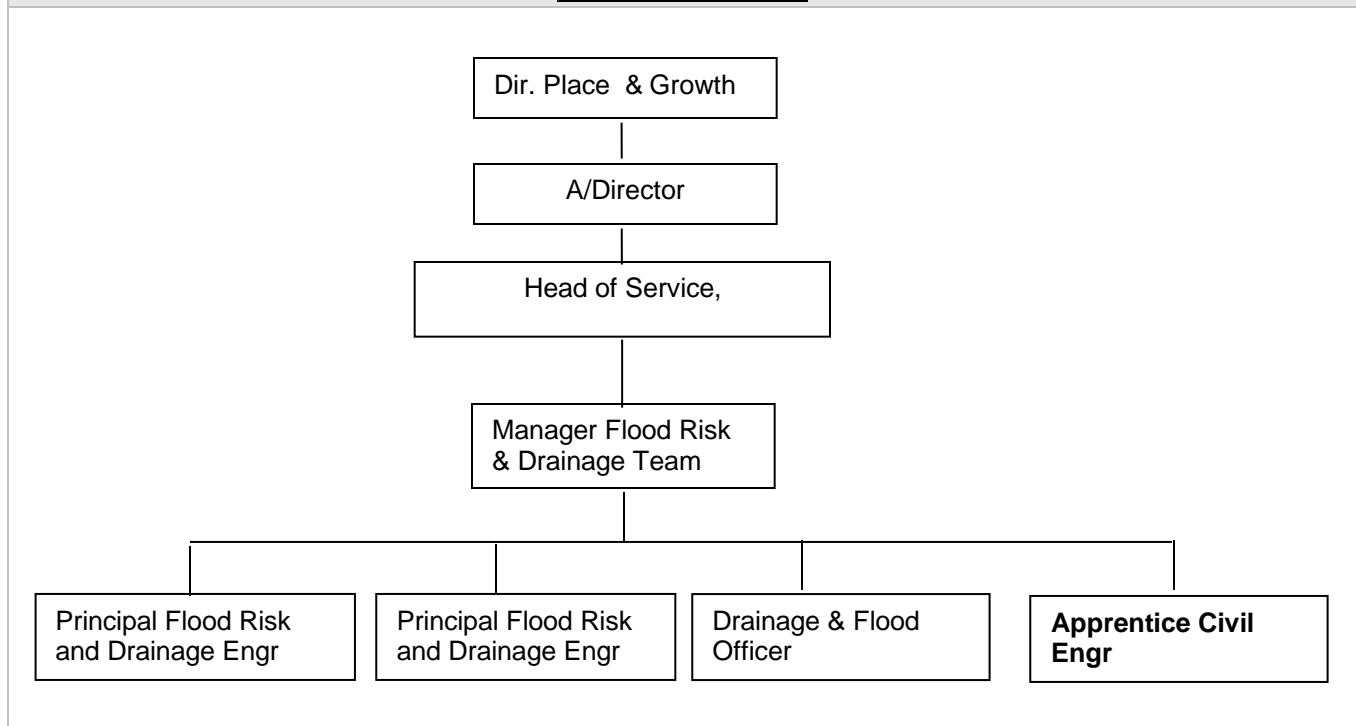 Dir. Place & Growth
A/Director
Head of Service,
Manager Flood Risk
& Drainage Team
Principal Flood Risk
and Drainage Engr
Principal Flood Risk
and Drainage Engr
Drainage & Flood
Officer
Apprentice Civil
Engr